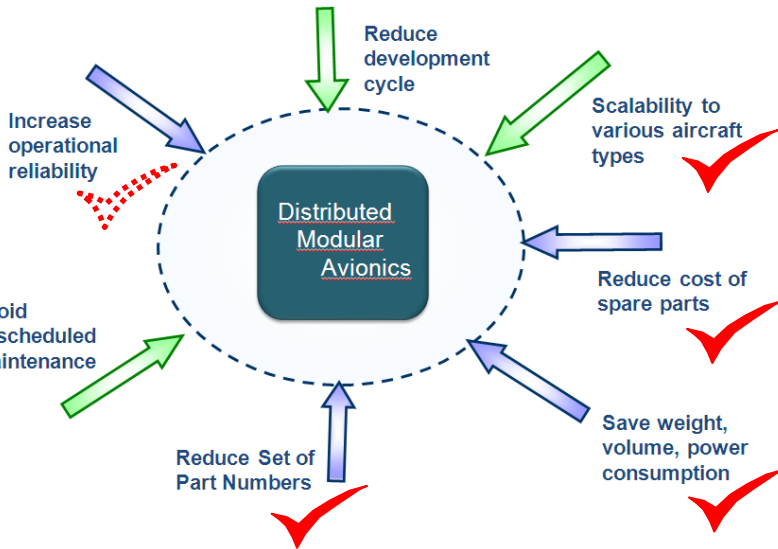 Reduce
development
cycle
Increase
operational
reliability
Scalability to
various aircraft
types
Distributed
Modular
Avionics
Reduce cost of
spare parts
scheduled
Reduce Set of
Part Numbers
Save weight,
volume, power
consumption